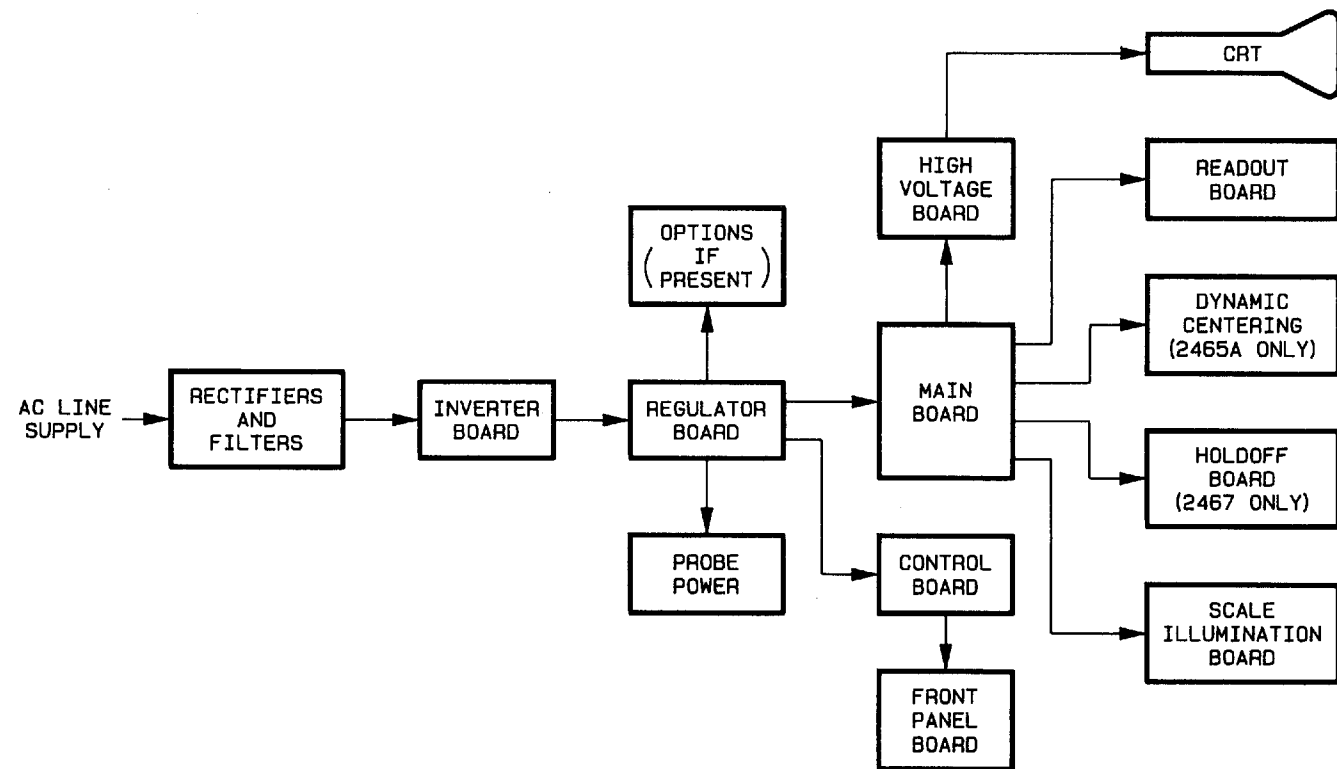 CRT
HIGH
VOLTAGE
BOARD
READOUT
BOARD
OPTIONS
( IF )
PRESENT
DYNAMIC
CENTERING
(2465A ONLY)
AC LINE
SUPPLY
RECTIFIERS
AND
FILTERS
INVERTER
BOARD
REGULATOR
BOARD
MAIN
BOARD
HOLDOFF
BOARD
(2467 ONLY)
PROBE
POWER
CONTROL
BOARD
SCALE
ILLUMINATION
BOARD
FRONT
PANEL
BOARD